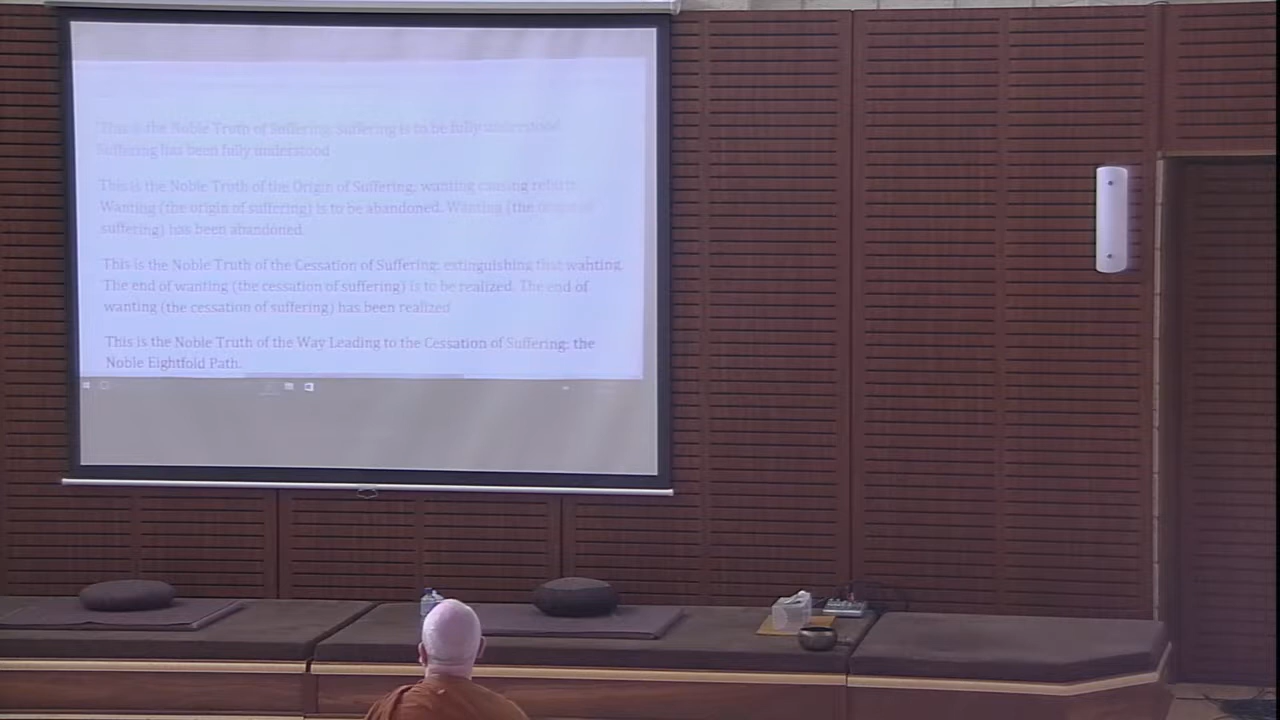 This is the Noble Truth of Suffering: Suffering is to be fully understood.
Suffering has been fully understood
This is the Noble Truth of the Origin of Suffering: wanting causing rebirth.
Wanting (the origin of suffering) is to be abandoned. Wanting (the origin of
suffering) has been abandoned
This is the Noble Truth of the Cessation of Suffering: extinguishing that wanting.
The end of wanting (the cessation of suffering) is to be realized. The end of
wanting (the cessation of suffering) has been realized
This is the Noble Truth of the Way Leading to the Cessation of Suffering: the
Noble Eightfold Path.